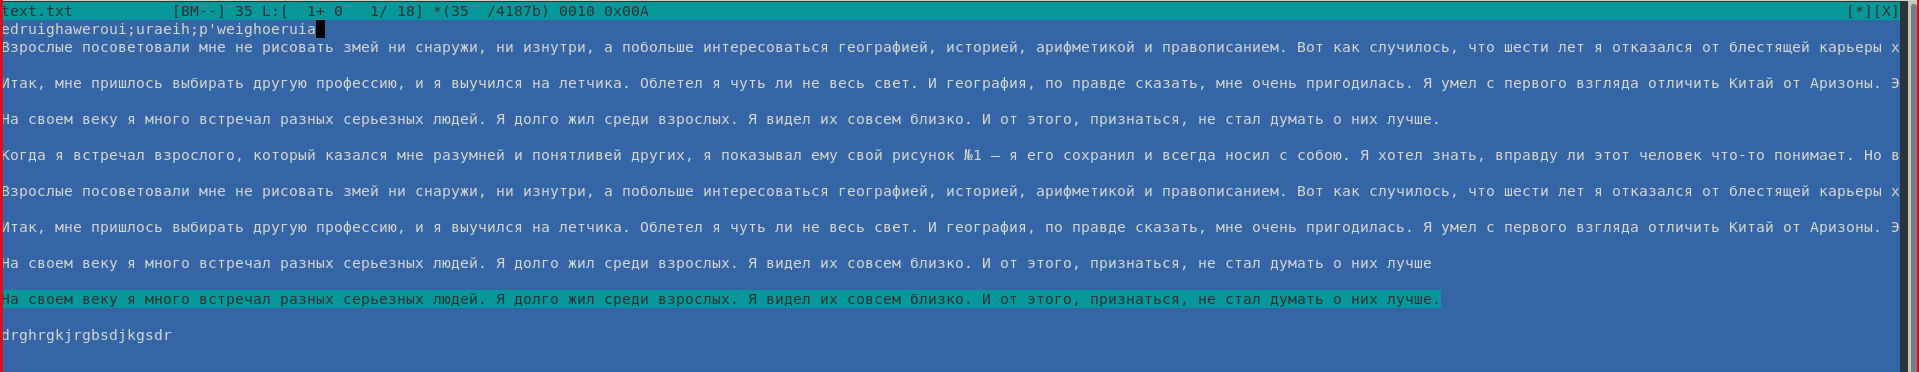 text.txt [BM--] 35 L:[ 1+ 0 1/ 18] *(35 /4187b) 0010 0x00A [*][X]
edruighaweroui;uraeih;p'weighoeruia
Взрослые посоветовали мне не рисовать змей ни снаружи, ни изнутри, а побольше интересоваться географией, историей, арифметикой и правописанием. Вот как случилось, что шести лет я отказался от блестящей карьеры х
Итак, мне пришлось выбирать другую профессию, и я выучился на летчика. Облетел я чуть ли не весь свет. И география, по правде сказать, мне очень пригодилась. Я умел с первого взгляда отличить Китай от Аризоны. Э
На своем веку я много встречал разных серьезных людей. Я долго жил среди взрослых. Я видел их совсем близко. И от этого, признаться, не стал думать о них лучше.
Когда я встречал взрослого, который казался мне разумней и понятливей других, я показывал ему свой рисунок №1 — я его сохранил и всегда носил с собою. Я хотел знать, вправду ли этот человек что-то понимает. Но в
Взрослые посоветовали мне не рисовать змей ни снаружи, ни изнутри, а побольше интересоваться географией, историей, арифметикой и правописанием. Вот как случилось, что шести лет я отказался от блестящей карьеры х
Итак, мне пришлось выбирать другую профессию, и я выучился на летчика. Облетел я чуть ли не весь свет. И география, по правде сказать, мне очень пригодилась. Я умел с первого взгляда отличить Китай от Аризоны. Э
На своем веку я много встречал разных серьезных людей. Я долго жил среди взрослых. Я видел их совсем близко. И от этого, признаться, не стал думать о них лучше
На своем веку я много встречал разных серьезных людей. Я долго жил среди взрослых. Я видел их совсем близко. И от этого, признаться, не стал думать о них лучше.
drghrgkjrgbsdjkgsdr